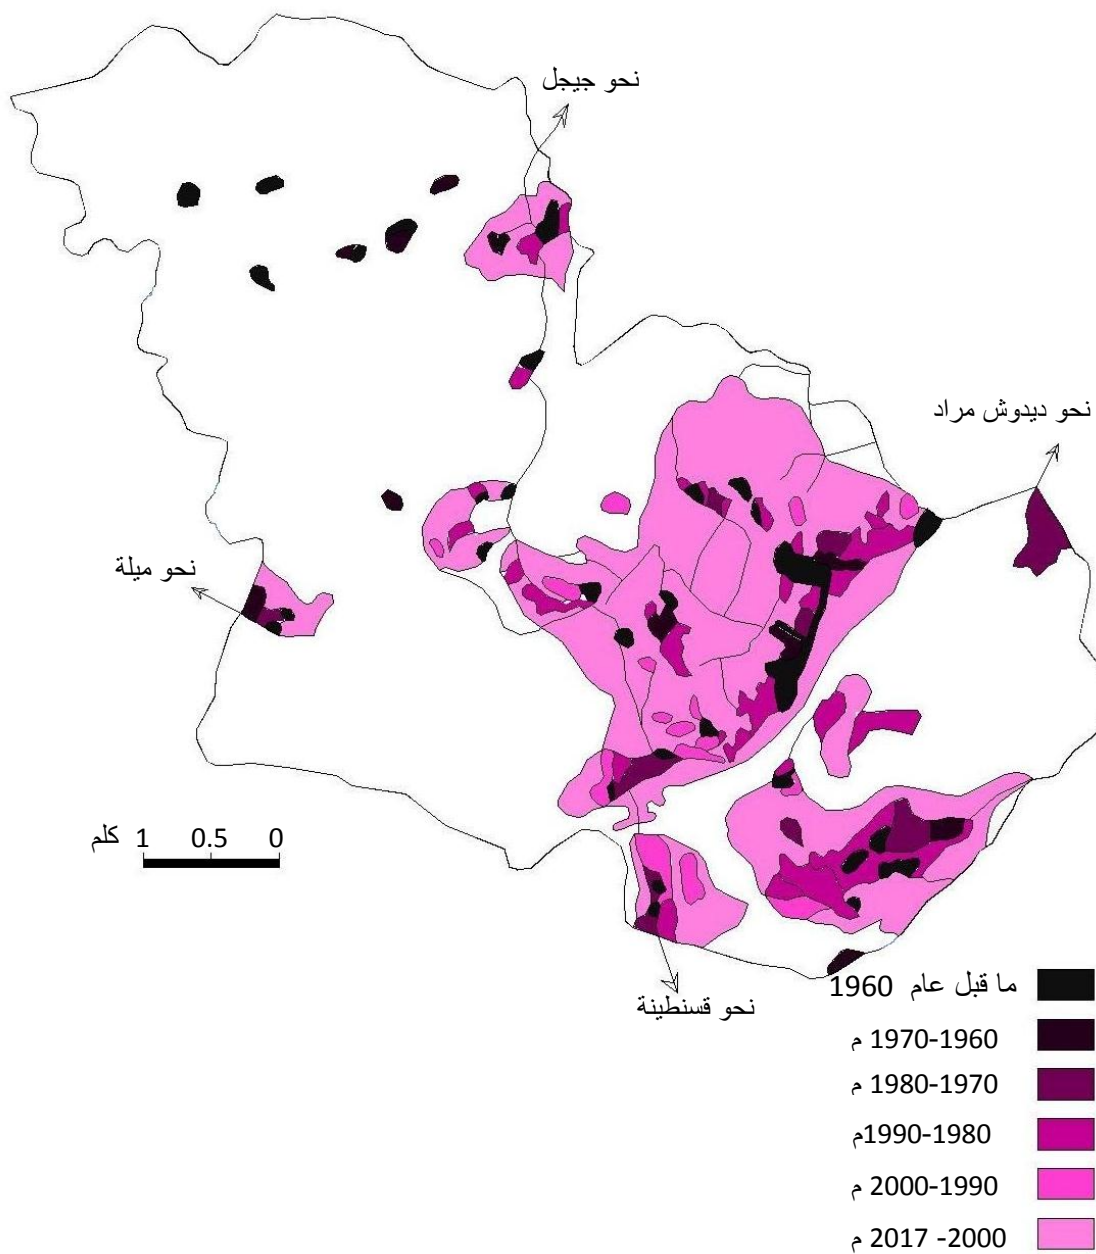 نحو جيجل
نحو ديدوش مراد
نحو ميلة
كلم 1 0.5 0
نحو قسنطينة
ما قبل عام 1960
1970-1960 م
1980-1970 م
1990-1980م
2000-1990 م
2017 -2000 م